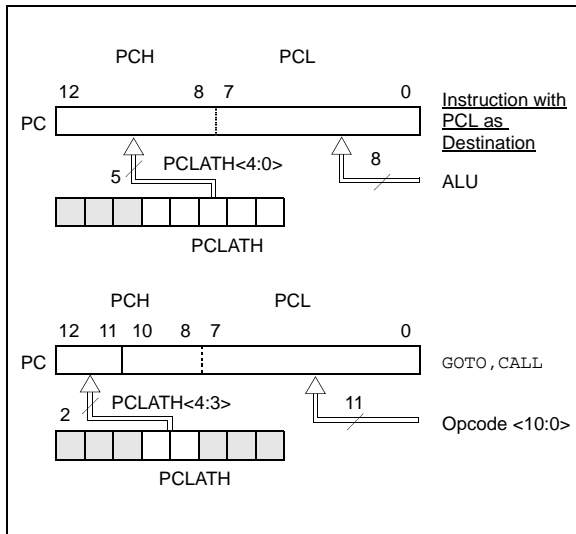 PCH PCL
12 8 7 0
PC
Instruction with
PCL as
Destination
5 PCLATH<4:0> 8
ALU
PCLATH
PCH PCL
12 11 10 8 7 0
PC GOTO,CALL
2 PCLATH<4:3> 11
Opcode <10:0>
PCLATH